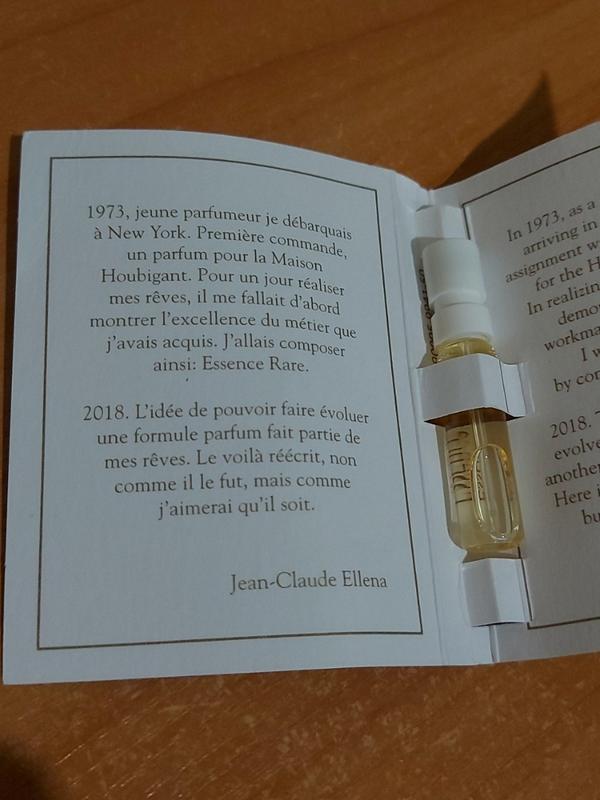 1973, jeune parfumeur je débarquais
à New York. Première commande,
un parfum pour la Maison
Houbigant. Pour un jour réaliser
mes rêves, il me fallait d'abord
montrer l'excellence du métier que
j'avais acquis. J'allais composer
ainsi: Essence Rare.
2018. L'idée de pouvoir faire évoluer
une formule parfum fait partie de
mes rêves. Le voilà réécrit, non
comme il le fut, mais comme
j'aimerai qu'il soit.
Jean-Claude Ellena
In 1973, as a
arriving in
assignment
for the
In realizin
demo
workma
I
by
2018.
evolve
another
Here
bu